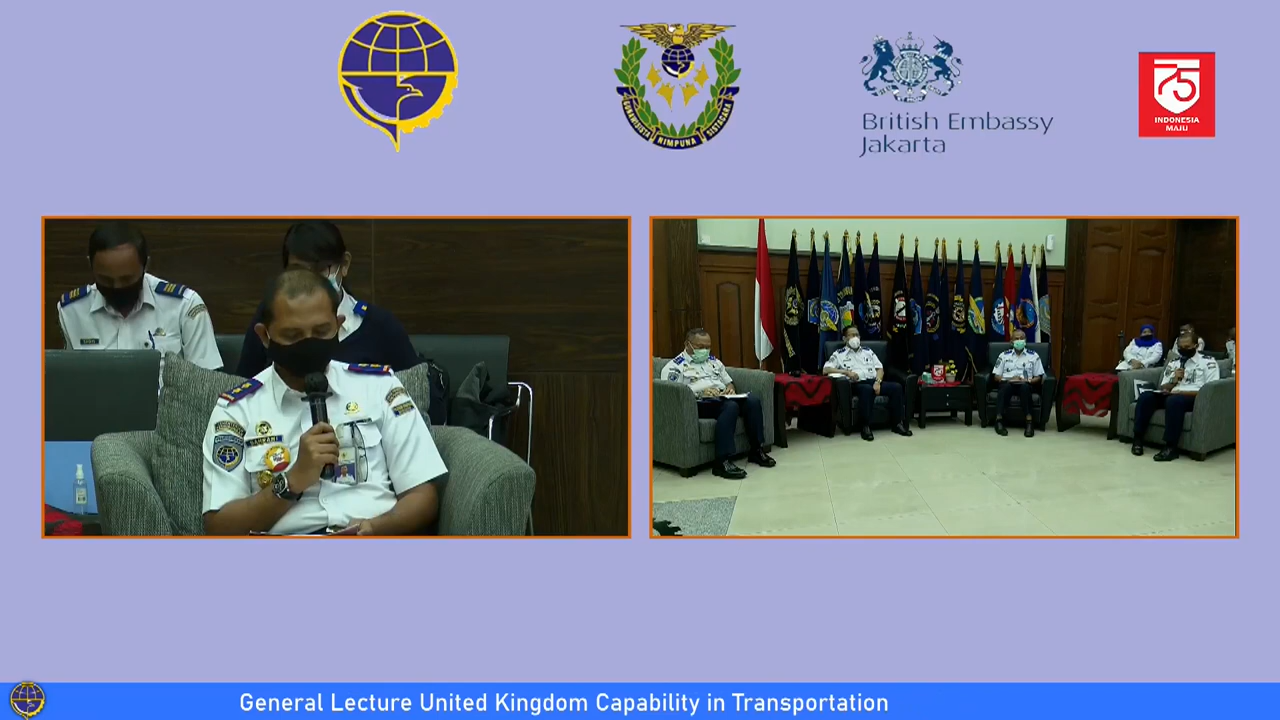 British Embassy
Jakarta
75
INDONESIA
MAJU
General Lecture United Kingdom Capability in Transportation